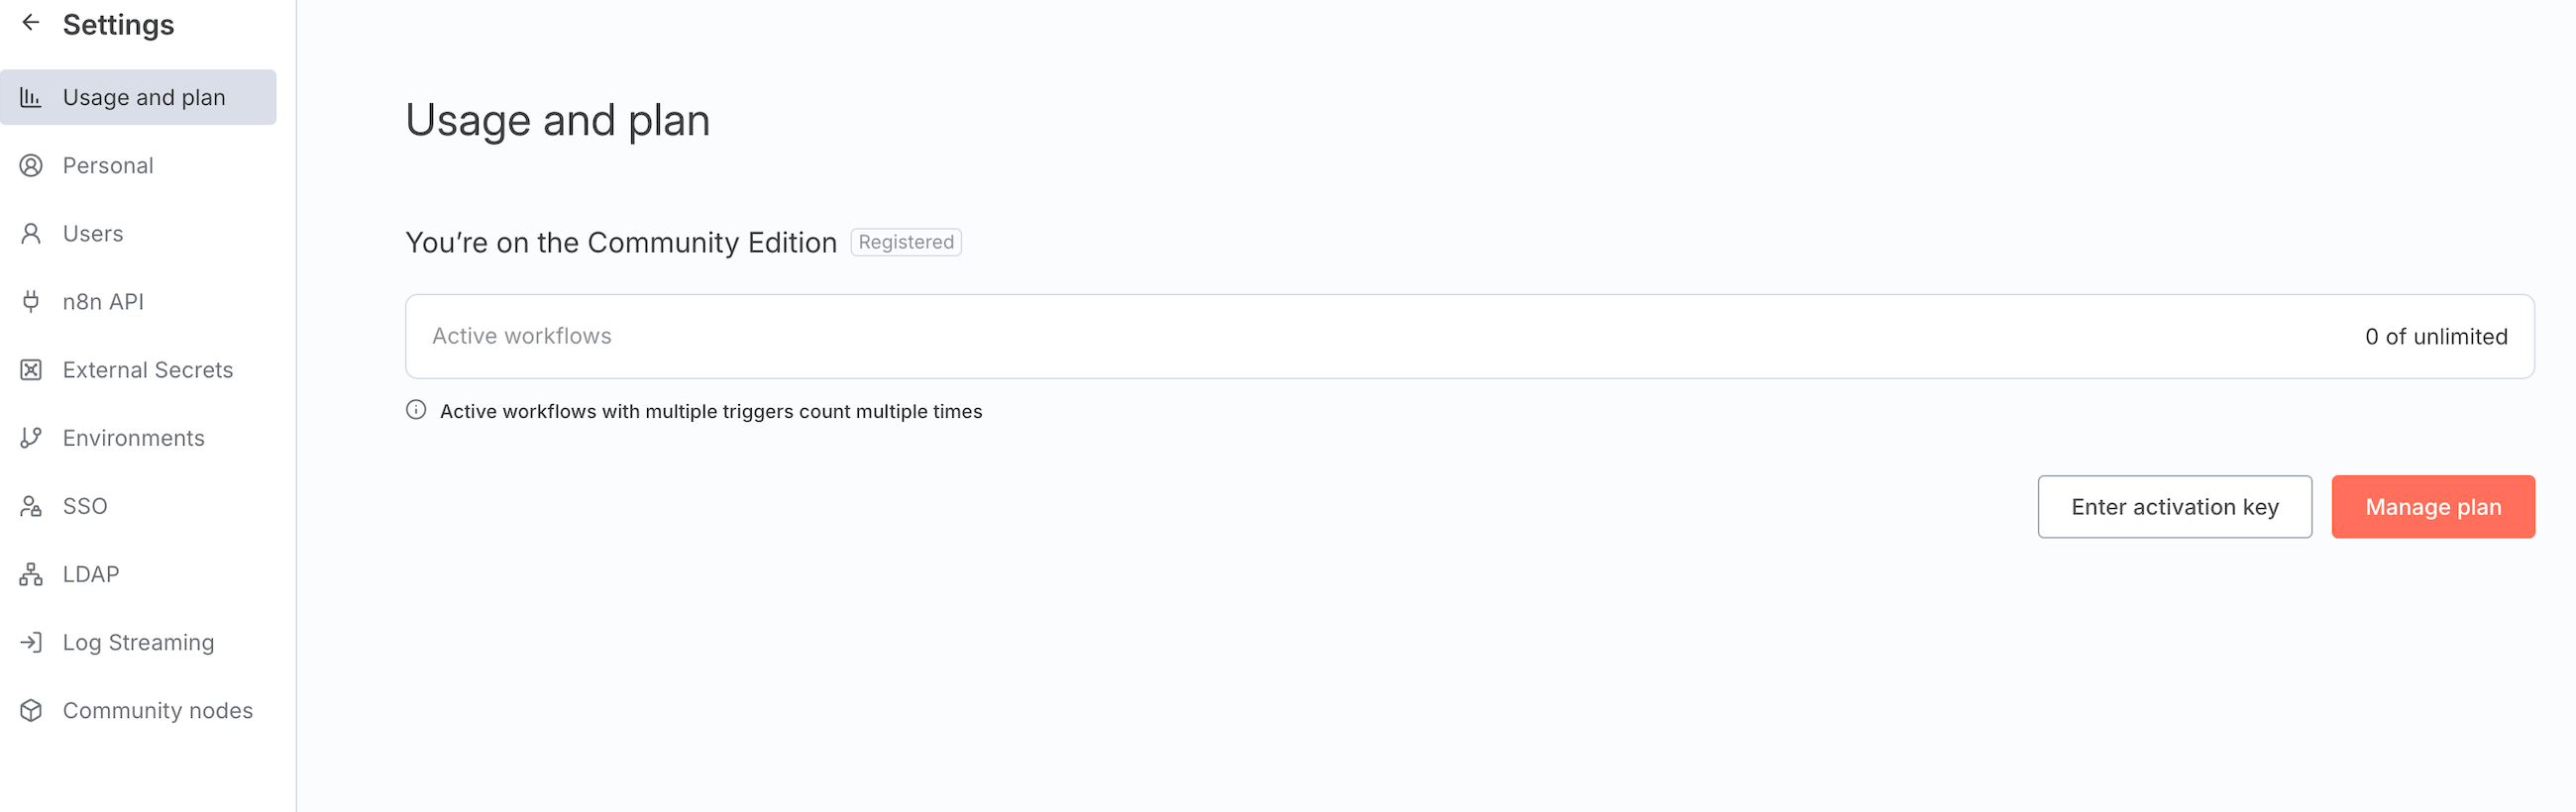 Settings
Usage and plan
Personal
Users
n8n API
External Secrets
Environments
SSO
LDAP
Log Streaming
Community nodes
Usage and plan
You’re on the Community Edition Registered
Active workflows 0 of unlimited
Active workflows with multiple triggers count multiple times
Enter activation key Manage plan